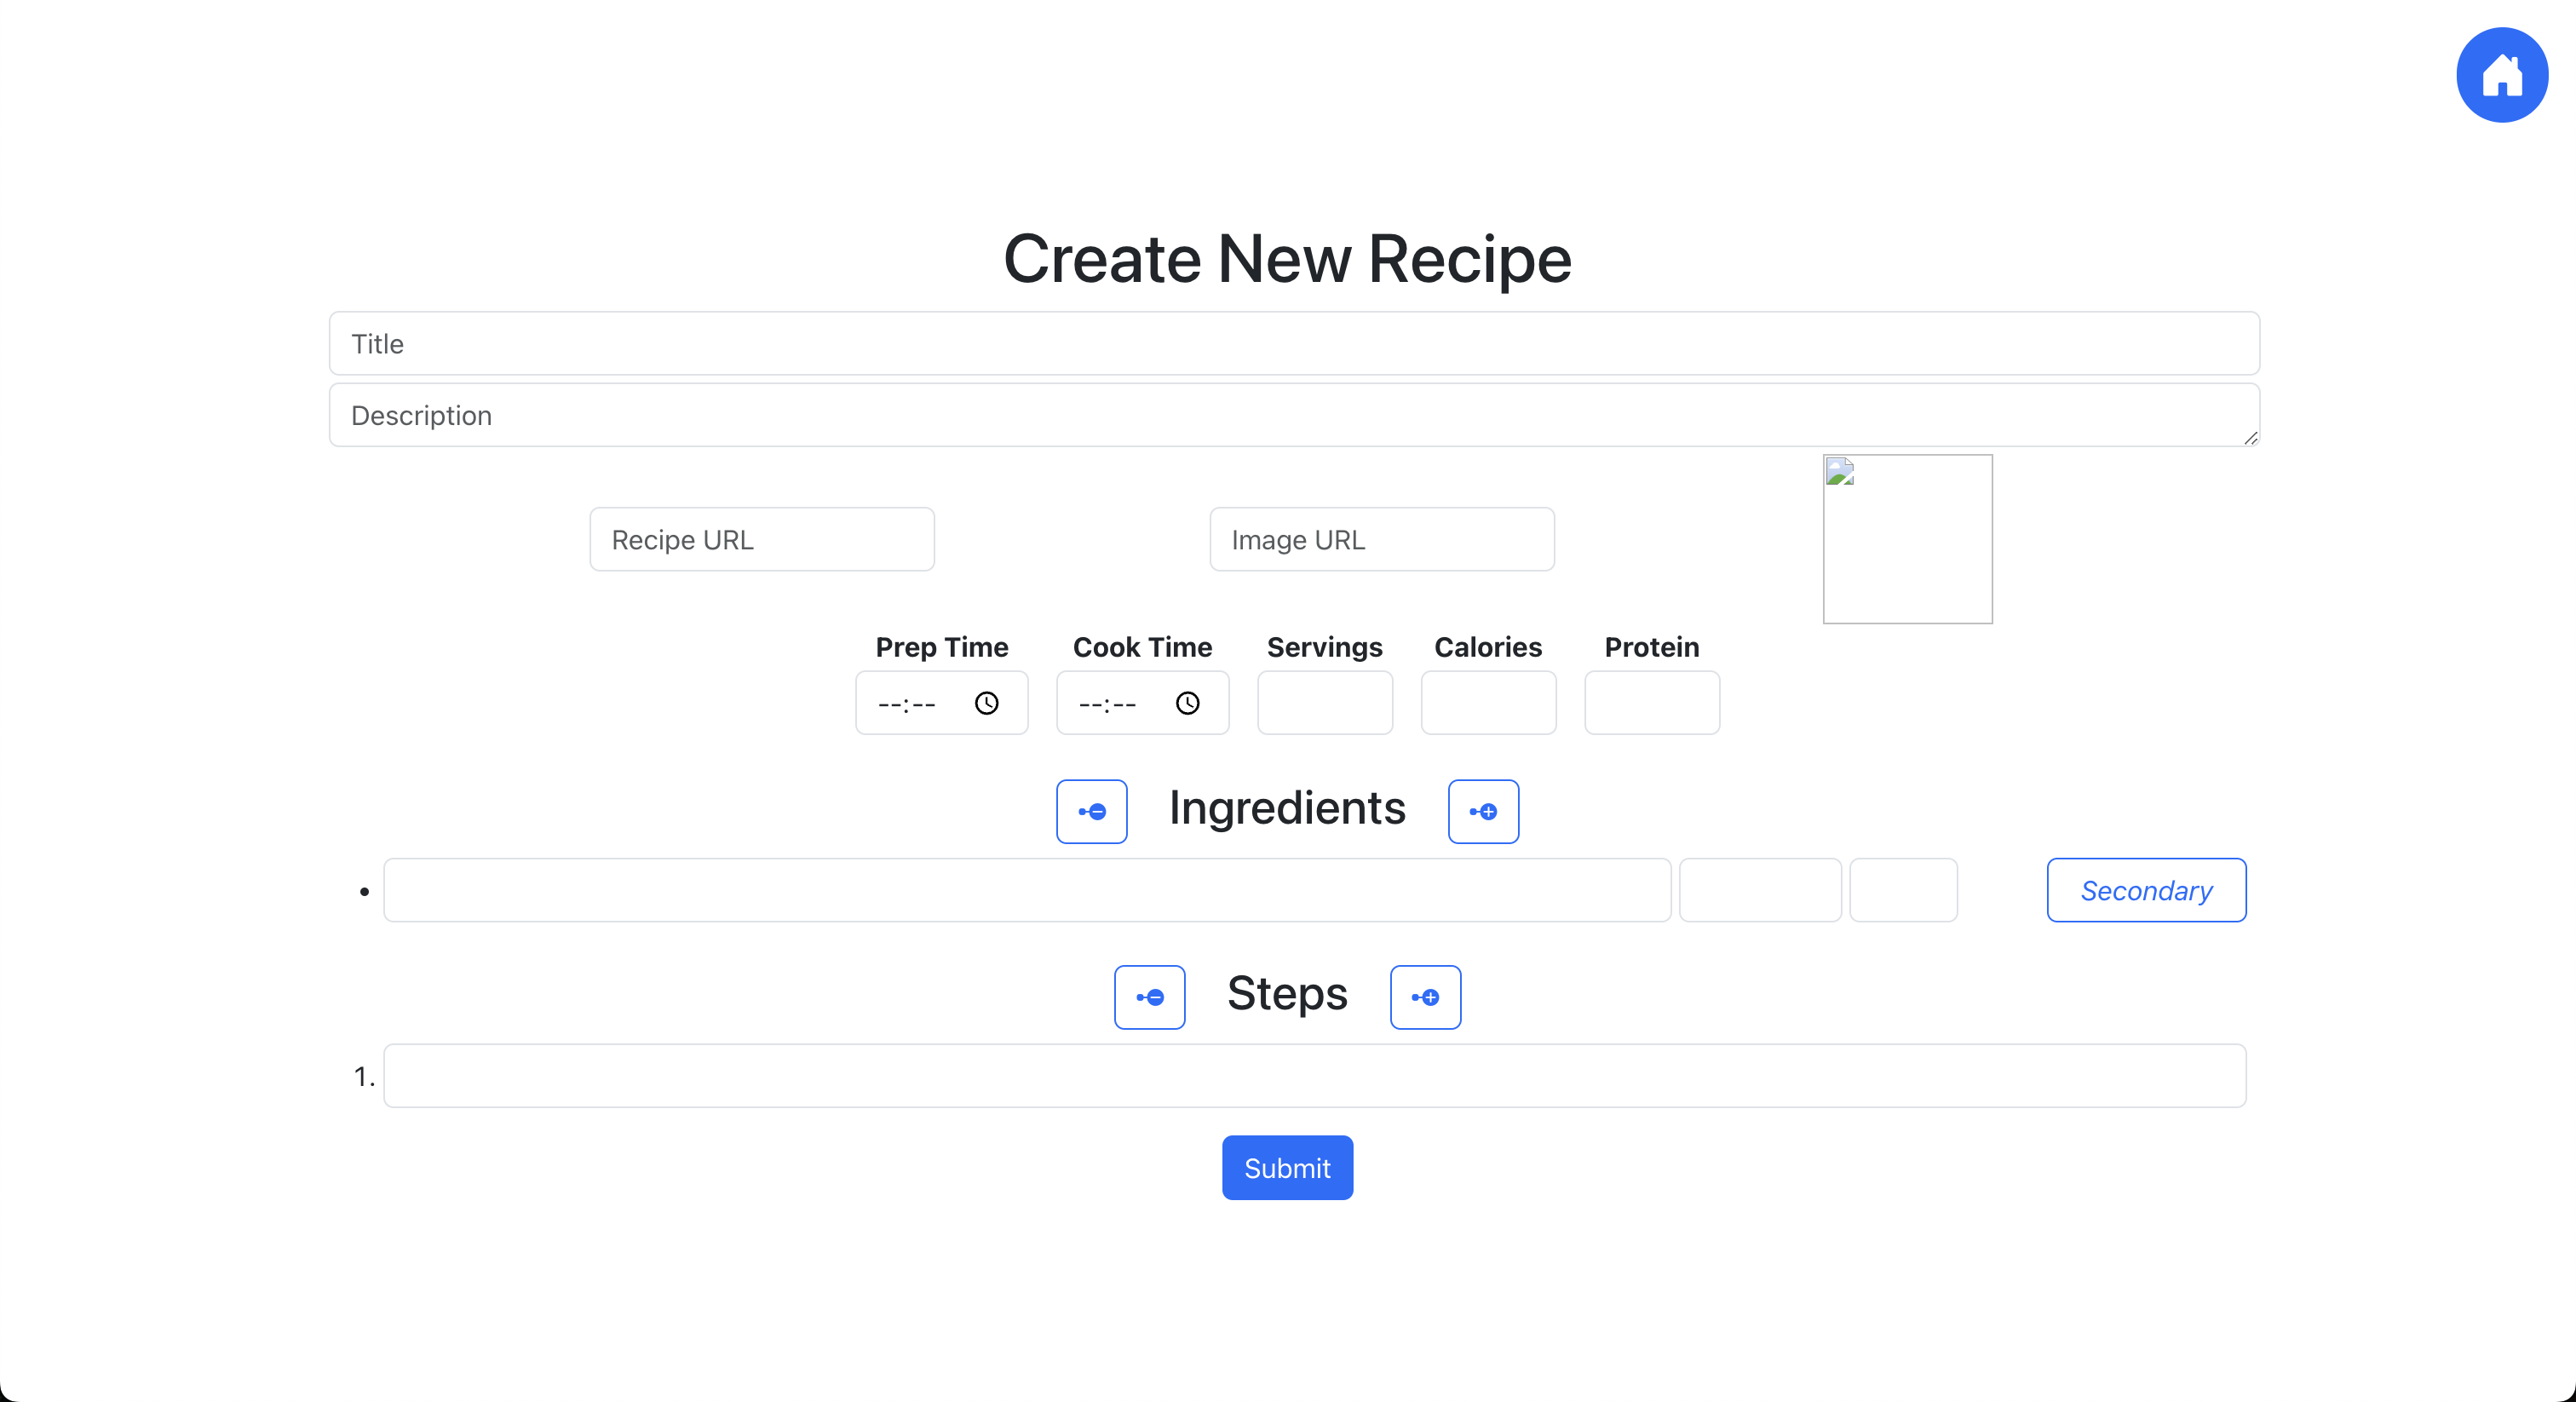 Create New Recipe
Title
Description
Recipe URL
Image URL
Prep Time Cook Time Servings Calories Protein
--:-- --:--
Ingredients
• Secondary
Steps
1.
Submit